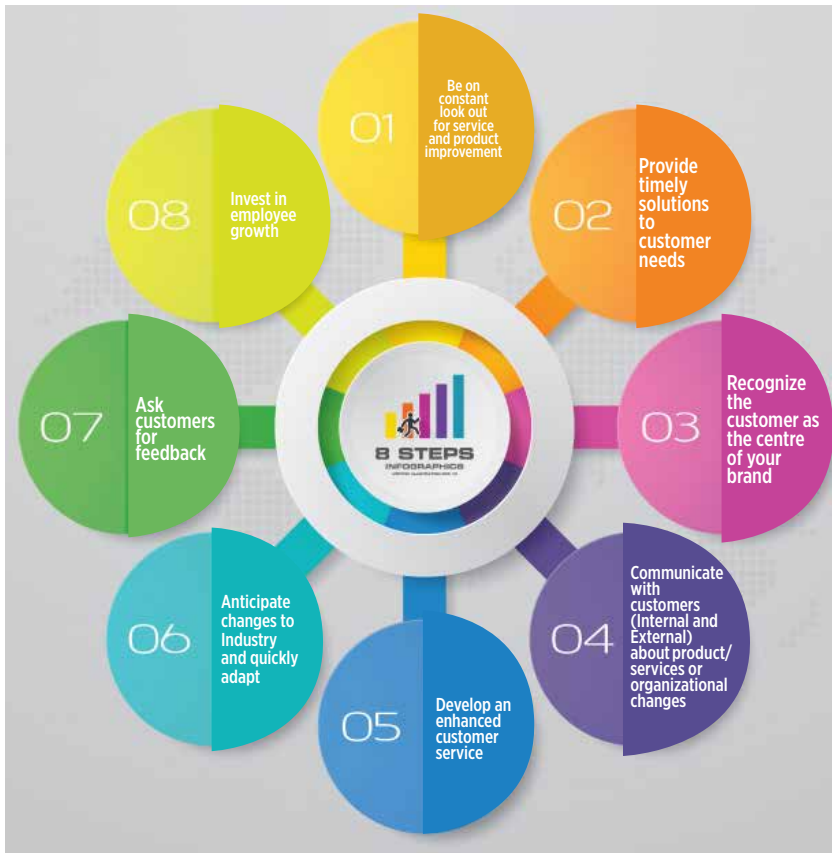 01
Be on
constant
look out
for service
and product
improvement
02
Provide
timely
solutions
to
customer
needs
03
Recognize
the
customer as
the centre
of your
brand
04
Communicate
with
customers
(Internal and
External)
about product/
services or
organizational
changes
05
Develop an
enhanced
customer
service
06
Anticipate
changes to
Industry
and quickly
adapt
07
Ask
customers
for
feedback
08
Invest in
employee
growth
8 STEPS
INFOGRAPHICS